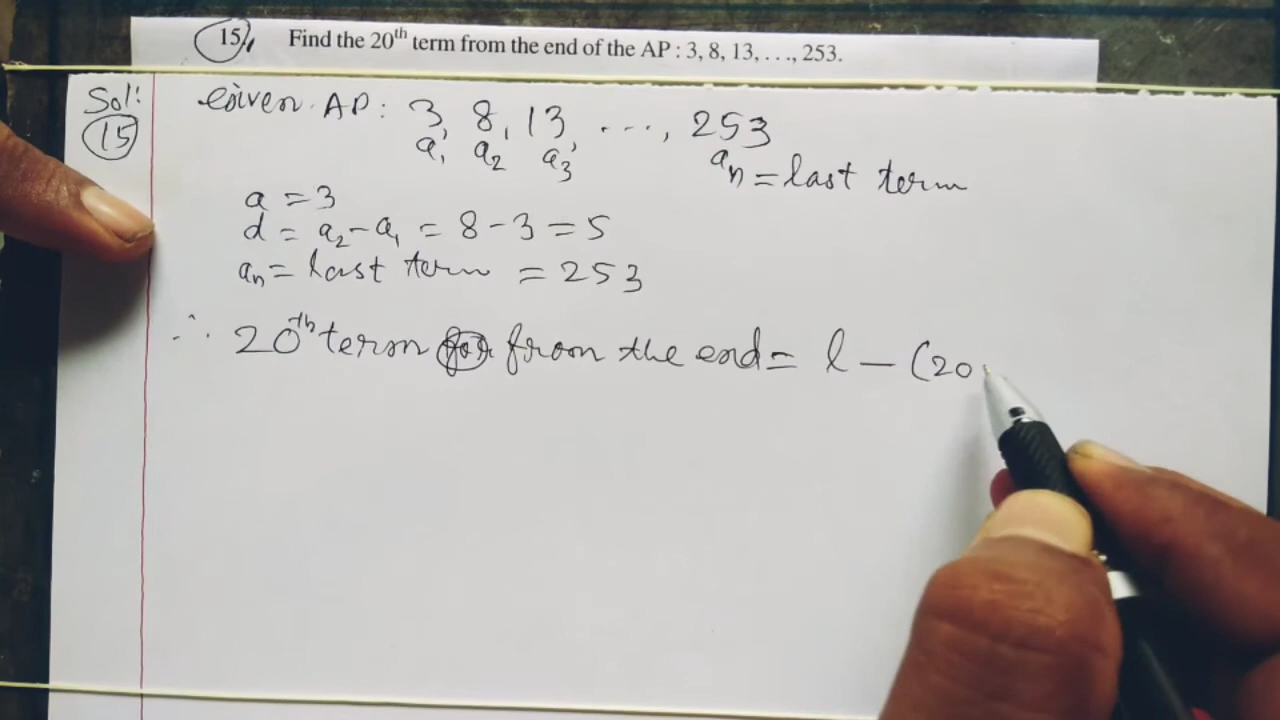 15, Find the 20th term from the end of the AP : 3, 8, 13, . . ., 253.
Sol:
15
Given AP: 3, 8, 13, ..., 253
a1 a2 a3 an = last term
a = 3
d = a2 - a1 = 8 - 3 = 5
an = last term = 253
∴ 20th term from the end = l - (20